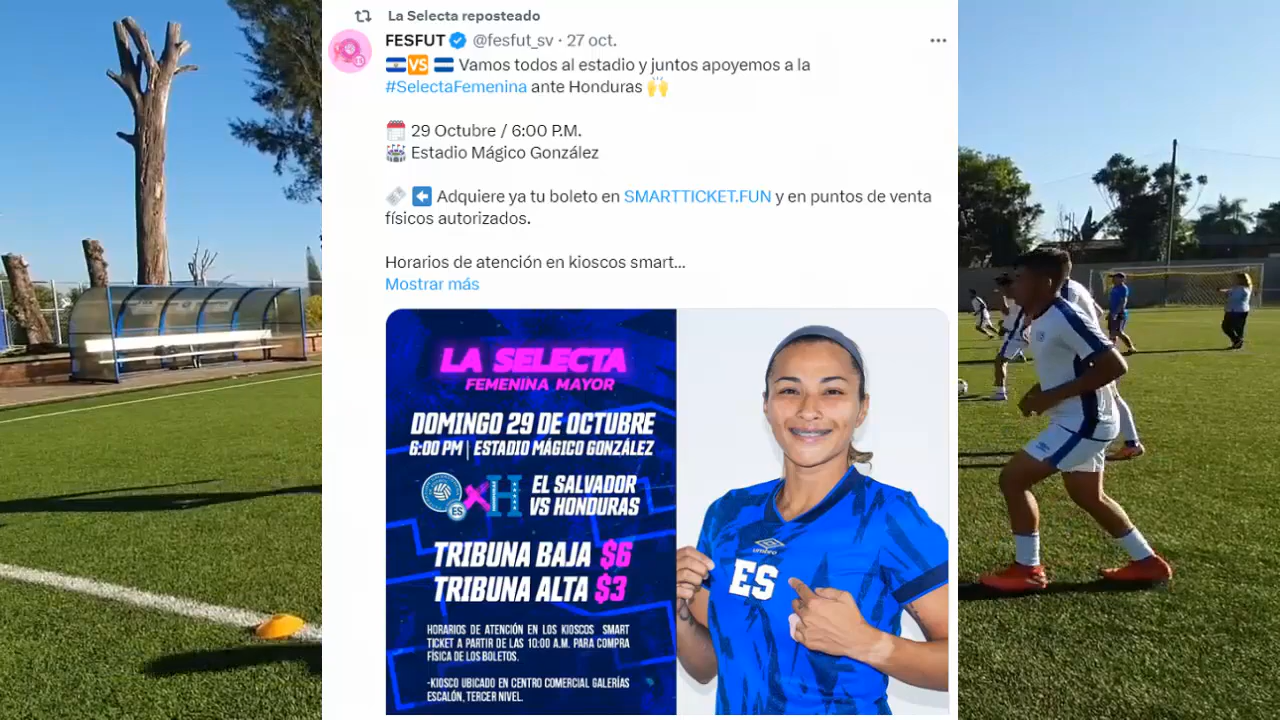 La Selecta reposteado
FESFUT @fesfut_sv · 27 oct.
🇸🇻🆚🇭🇳 Vamos todos al estadio y juntos apoyemos a la
#SelectaFemenina ante Honduras 🙌
🗓️ 29 Octubre / 6:00 P.M.
🏟️ Estadio Mágico González
🎟️ ⬅️ Adquiere ya tu boleto en SMARTTICKET.FUN y en puntos de venta
físicos autorizados.
Horarios de atención en kioscos smart...
Mostrar más
LA SELECTA
FEMENINA MAYOR
DOMINGO 29 DE OCTUBRE
6:00 PM | ESTADIO MÁGICO GONZÁLEZ
ES X H EL SALVADOR
VS HONDURAS
TRIBUNA BAJA $6
TRIBUNA ALTA $3
HORARIOS DE ATENCIÓN EN LOS KIOSCOS SMART
TICKET A PARTIR DE LAS 10:00 A.M. PARA COMPRA
FÍSICA DE LOS BOLETOS.
-KIOSCO UBICADO EN CENTRO COMERCIAL GALERÍAS
ESCALÓN, TERCER NIVEL.
umbro
ES